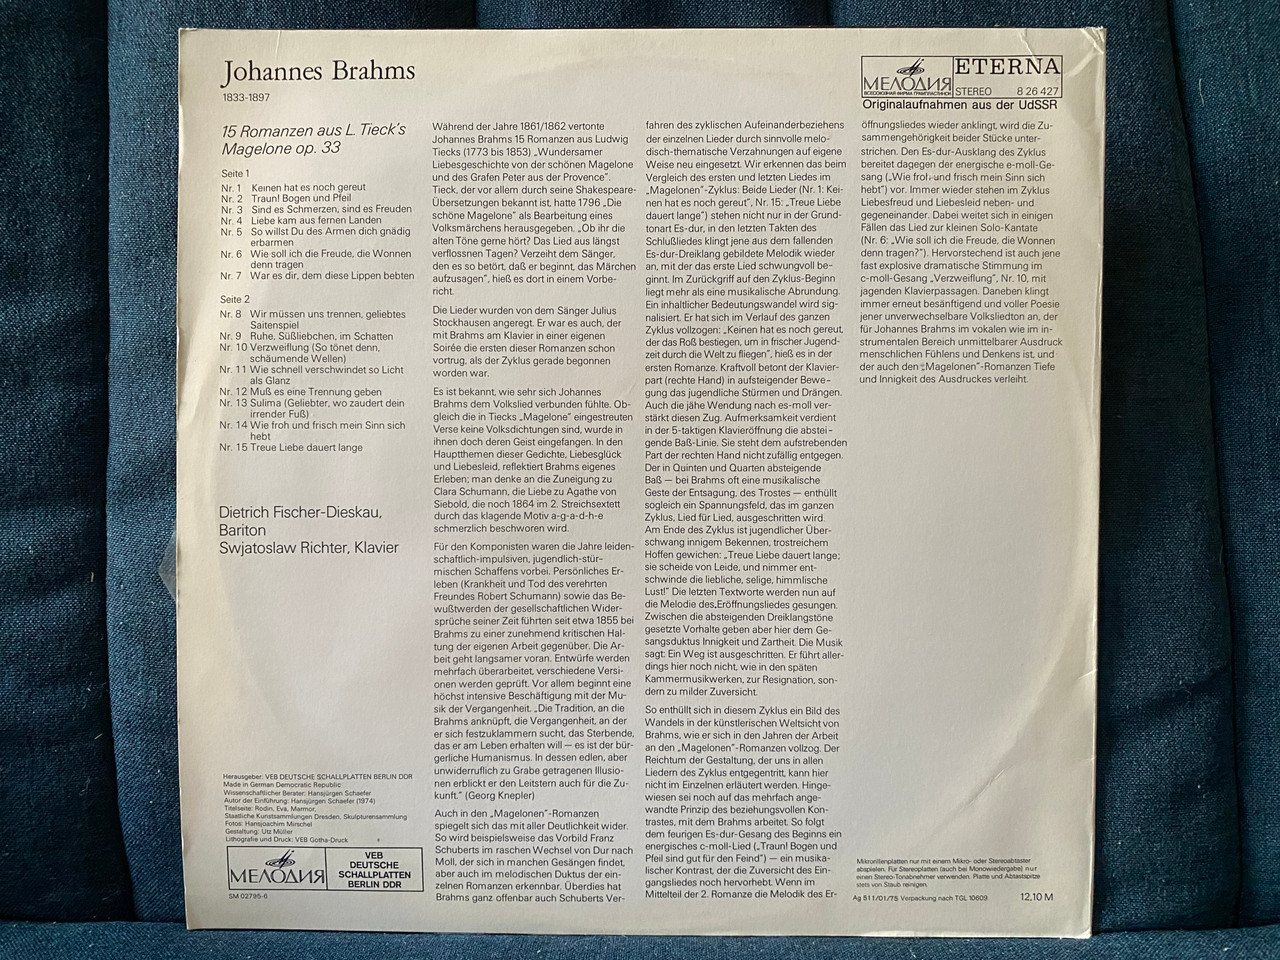 Johannes Brahms
1833-1897
15 Romanzen aus L. Tieck's
Magelone op. 33
Seite 1
Nr. 1 Keinen hat es noch gereut
Nr. 2 Traun! Bogen und Pfeil
Nr. 3 Sind es Schmerzen, sind es Freuden
Nr. 4 Liebe kam aus fernen Landen
Nr. 5 So willst Du des Armen dich gnädig
erbarmen
Nr. 6 Wie soll ich die Freude, die Wonnen
denn tragen
Nr. 7 War es dir, dem diese Lippen bebten
Seite 2
Nr. 8 Wir müssen uns trennen, geliebtes
Saitenspiel
Nr. 9 Ruhe, Süßliebchen, im Schatten
Nr. 10 Verzweiflung (So tönet denn,
schäumende Wellen)
Nr. 11 Wie schnell verschwindet so Licht
als Glanz
Nr. 12 Muß es eine Trennung geben
Nr. 13 Sulima (Geliebter, wo zaudert dein
irrender Fuß)
Nr. 14 Wie froh und frisch mein Sinn sich
hebt
Nr. 15 Treue Liebe dauert lange
Dietrich Fischer-Dieskau,
Bariton
Swjatoslaw Richter, Klavier
Herausgeber: VEB DEUTSCHE SCHALLPLATTEN BERLIN DDR
Made in German Democratic Republic
Wissenschaftlicher Berater: Hansjürgen Schaefer
Autor der Einführung: Hansjürgen Schaefer (1974)
Titelseite: Rodin, Eva, Marmor,
Staatliche Kunstsammlungen Dresden, Skulpturensammlung
Fotos: Hansjoachim Mirschel
Gestaltung: Utz Müller
Lithografie und Druck: VEB Gotha-Druck
МЕЛОДИЯ
VEB
DEUTSCHE
SCHALLPLATTEN
BERLIN DDR
SM 02795-6
Während der Jahre 1861/1862 vertonte
Johannes Brahms 15 Romanzen aus Ludwig
Tiecks (1773 bis 1853) „Wundersamer
Liebesgeschichte von der schönen Magelone
und des Grafen Peter aus der Provence".
Tieck, der vor allem durch seine Shakespeare-
Übersetzungen bekannt ist, hatte 1796 „Die
schöne Magelone" als Bearbeitung eines
Volksmärchens herausgegeben. „Ob ihr die
alten Töne gerne hört? Das Lied aus längst
verflossnen Tagen? Verzeiht dem Sänger,
den es so betört, daß er beginnt, das Märchen
aufzusagen", hieß es dort in einem Vorbe-
richt.
Die Lieder wurden von dem Sänger Julius
Stockhausen angeregt. Er war es auch, der
mit Brahms am Klavier in einer eigenen
Soirée die ersten dieser Romanzen schon
vortrug, als der Zyklus gerade begonnen
worden war.
Es ist bekannt, wie sehr sich Johannes
Brahms dem Volkslied verbunden fühlte. Ob-
gleich die in Tiecks „Magelone" eingestreuten
Verse keine Volksdichtungen sind, wurde in
ihnen doch deren Geist eingefangen. In den
Hauptthemen dieser Gedichte, Liebesglück
und Liebesleid, reflektiert Brahms eigenes
Erleben; man denke an die Zuneigung zu
Clara Schumann, die Liebe zu Agathe von
Siebold, die noch 1864 im 2. Streichsextett
durch das klagende Motiv a-g-a-d-h-e
schmerzlich beschworen wird.
Für den Komponisten waren die Jahre leiden-
schaftlich-impulsiven, jugendlich-stür-
mischen Schaffens vorbei. Persönliches Er-
leben (Krankheit und Tod des verehrten
Freundes Robert Schumann) sowie das Be-
wußtwerden der gesellschaftlichen Wider-
sprüche seiner Zeit führten seit etwa 1855 bei
Brahms zu einer zunehmend kritischen Hal-
tung der eigenen Arbeit gegenüber. Die Ar-
beit geht langsamer voran. Entwürfe werden
mehrfach überarbeitet, verschiedene Versi-
onen werden geprüft. Vor allem beginnt eine
höchst intensive Beschäftigung mit der Mu-
sik der Vergangenheit. „Die Tradition, an die
Brahms anknüpft, die Vergangenheit, an der
er sich festzuklammern sucht, das Sterbende,
das er am Leben erhalten will — es ist der bür-
gerliche Humanismus. In dessen edlen, aber
unwiderruflich zu Grabe getragenen Illusio-
nen erblickt er den Leitstern auch für die Zu-
kunft." (Georg Knepler)
Auch in den „Magelonen"-Romanzen
spiegelt sich das mit aller Deutlichkeit wider.
So wird beispielsweise das Vorbild Franz
Schuberts im raschen Wechsel von Dur nach
Moll, der sich in manchen Gesängen findet,
aber auch im melodischen Duktus der ein-
zelnen Romanzen erkennbar. Überdies hat
Brahms ganz offenbar auch Schuberts Ver-
fahren des zyklischen Aufeinanderbeziehens
der einzelnen Lieder durch sinnvolle melo-
disch-thematische Verzahnungen auf eigene
Weise neu eingesetzt. Wir erkennen das beim
Vergleich des ersten und letzten Liedes im
„Magelonen"-Zyklus: Beide Lieder (Nr. 1: Kei-
nen hat es noch gereut", Nr. 15: „Treue Liebe
dauert lange") stehen nicht nur in der Grund-
tonart Es-dur, in den letzten Takten des
Schlußliedes klingt jene aus dem fallenden
Es-dur-Dreiklang gebildete Melodik wieder
an, mit der das erste Lied schwungvoll be-
ginnt. Im Zurückgriff auf den Zyklus-Beginn
liegt mehr als eine musikalische Abrundung.
Ein inhaltlicher Bedeutungswandel wird sig-
nalisiert. Er hat sich im Verlauf des ganzen
Zyklus vollzogen: „Keinen hat es noch gereut,
der das Roß bestiegen, um in frischer Jugend-
zeit durch die Welt zu fliegen", hieß es in der
ersten Romanze. Kraftvoll betont der Klavier-
part (rechte Hand) in aufsteigender Bewe-
gung das jugendliche Stürmen und Drängen.
Auch die jähe Wendung nach es-moll ver-
stärkt diesen Zug. Aufmerksamkeit verdient
in der 5-taktigen Klavieröffnung die abstei-
gende Baß-Linie. Sie steht dem aufstrebenden
Part der rechten Hand nicht zufällig entgegen.
Der in Quinten und Quarten absteigende
Baß — bei Brahms oft eine musikalische
Geste der Entsagung, des Trostes — enthüllt
sogleich ein Spannungsfeld, das im ganzen
Zyklus, Lied für Lied, ausgeschritten wird.
Am Ende des Zyklus ist jugendlicher Über-
schwang innigem Bekennen, trostreichem
Hoffen gewichen: „Treue Liebe dauert lange;
sie scheide von Leide, und nimmer ent-
schwinde die liebliche, selige, himmlische
Lust!" Die letzten Textworte werden nun auf
die Melodie des Eröffnungsliedes gesungen.
Zwischen die absteigenden Dreiklangstöne
gesetzte Vorhalte geben aber hier dem Ge-
sangsduktus Innigkeit und Zartheit. Die Musik
sagt: Ein Weg ist ausgeschritten. Er führt aller-
dings hier noch nicht, wie in den späten
Kammermusikwerken, zur Resignation, son-
dern zu milder Zuversicht.
So enthüllt sich in diesem Zyklus ein Bild des
Wandels in der künstlerischen Weltsicht von
Brahms, wie er sich in den Jahren der Arbeit
an den „Magelonen"-Romanzen vollzog. Der
Reichtum der Gestaltung, der uns in allen
Liedern des Zyklus entgegentritt, kann hier
nicht im Einzelnen erläutert werden. Hinge-
wiesen sei noch auf das mehrfach ange-
wandte Prinzip des beziehungsvollen Kon-
trastes, mit dem Brahms arbeitet. So folgt
dem feurigen Es-dur-Gesang des Beginns ein
energisches c-moll-Lied („Traun! Bogen und
Pfeil sind gut für den Feind") — ein musika-
lischer Kontrast, der die Zuversicht des Ein-
gangsliedes noch hervorhebt. Wenn im
Mittelteil der 2. Romanze die Melodik des Er-
МЕЛОДИЯ
ВСЕСОЮЗНАЯ ФИРМА ГРАМПЛАСТИНОК
ETERNA
STEREO 8 26 427
Originalaufnahmen aus der UdSSR
öffnungsliedes wieder anklingt, wird die Zu-
sammengehörigkeit beider Stücke unter-
strichen. Den Es-dur-Ausklang des Zyklus
bereitet dagegen der energische e-moll-Ge-
sang („Wie froh und frisch mein Sinn sich
hebt") vor. Immer wieder stehen im Zyklus
Liebesfreud und Liebesleid neben- und
gegeneinander. Dabei weitet sich in einigen
Fällen das Lied zur kleinen Solo-Kantate
(Nr. 6: „Wie soll ich die Freude, die Wonnen
denn tragen?"). Hervorstechend ist auch jene
fast explosive dramatische Stimmung im
c-moll-Gesang „Verzweiflung", Nr. 10, mit
jagenden Klavierpassagen. Daneben klingt
immer erneut besänftigend und voller Poesie
jener unverwechselbare Volksliedton an, der
für Johannes Brahms im vokalen wie im in-
strumentalen Bereich unmittelbarer Ausdruck
menschlichen Fühlens und Denkens ist, und
der auch den „Magelonen"-Romanzen Tiefe
und Innigkeit des Ausdruckes verleiht.
Mikrorillenplatten nur mit einem Mikro- oder Stereoabtaster
abspielen. Für Stereoplatten (auch bei Monowiedergabe) nur
einen Stereo-Tonabnehmer verwenden. Platte und Abtastspitze
stets von Staub reinigen.
Ag 511/01/75 Verpackung nach TGL 10609 12,10 M